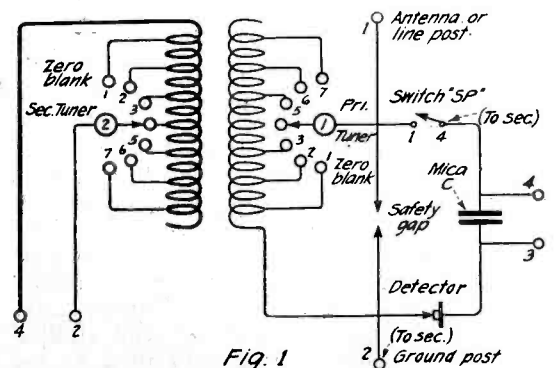 1
Antenna or
line post.
Zero
blank
1
2
3
Sec. Tuner
2
5
6
7
7
6
5
Pri.
1
Tuner
3
2
1
Zero
blank
Switch "SP"
(To sec)
1
4
Mica
C
4
3
Safety
gap
Detector
(To sec.)
2
Ground post
4
2
Fig. 1